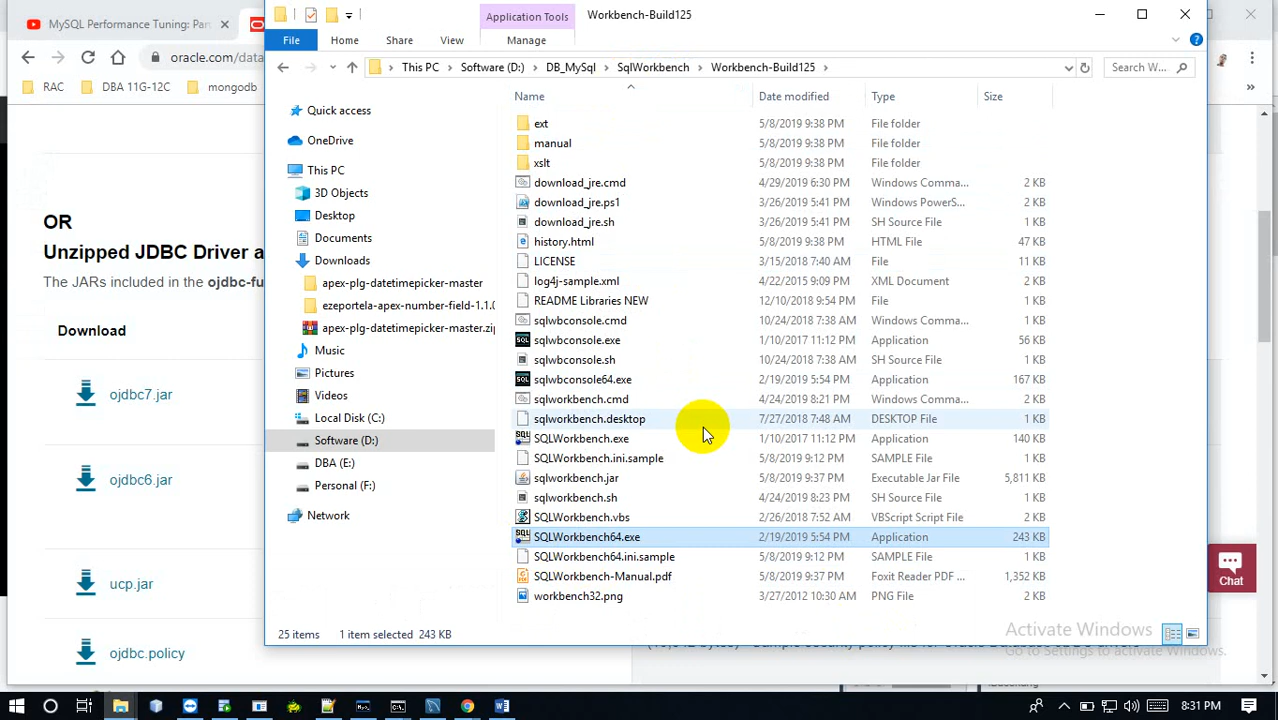 MySQL Performance Tuning: Par
Application Tools
Workbench-Build125
File Home Share View Manage
oracle.com/data
This PC Software (D:) DB_MySql SqlWorkbench Workbench-Build125 Search W...
RAC DBA 11G-12C mongodb
Name Date modified Type Size
Quick access
OneDrive
This PC
3D Objects
Desktop
Documents
Downloads
apex-plg-datetimepicker-master
ezeportela-apex-number-field-1.1.0
apex-plg-datetimepicker-master.zip
Music
Pictures
Videos
Local Disk (C:)
Software (D:)
DBA (E:)
Personal (F:)
Network
ext 5/8/2019 9:38 PM File folder
manual 5/8/2019 9:38 PM File folder
xslt 5/8/2019 9:38 PM File folder
download_jre.cmd 4/29/2019 6:30 PM Windows Comma... 2 KB
download_jre.ps1 3/26/2019 5:41 PM Windows PowerS... 2 KB
download_jre.sh 3/26/2019 5:41 PM SH Source File 1 KB
history.html 5/8/2019 9:38 PM HTML File 47 KB
LICENSE 3/15/2018 7:40 AM File 11 KB
log4j-sample.xml 4/22/2015 9:09 PM XML Document 2 KB
README Libraries NEW 12/10/2018 9:54 PM File 1 KB
sqlwbconsole.cmd 10/24/2018 7:38 AM Windows Comma... 1 KB
sqlwbconsole.exe 1/10/2017 11:12 PM Application 56 KB
sqlwbconsole.sh 10/24/2018 7:38 AM SH Source File 1 KB
sqlwbconsole64.exe 2/19/2019 5:54 PM Application 167 KB
sqlworkbench.cmd 4/24/2019 8:21 PM Windows Comma... 2 KB
sqlworkbench.desktop 7/27/2018 7:48 AM DESKTOP File 1 KB
SQLWorkbench.exe 1/10/2017 11:12 PM Application 140 KB
SQLWorkbench.ini.sample 5/8/2019 9:12 PM SAMPLE File 1 KB
sqlworkbench.jar 5/8/2019 9:37 PM Executable Jar File 5,811 KB
sqlworkbench.sh 4/24/2019 8:23 PM SH Source File 1 KB
SQLWorkbench.vbs 2/26/2018 7:52 AM VBScript Script File 2 KB
SQLWorkbench64.exe 2/19/2019 5:54 PM Application 243 KB
SQLWorkbench64.ini.sample 5/8/2019 9:12 PM SAMPLE File 1 KB
SQLWorkbench-Manual.pdf 5/8/2019 9:37 PM Foxit Reader PDF ... 1,352 KB
workbench32.png 3/27/2012 10:30 AM PNG File 2 KB
25 items 1 item selected 243 KB
OR
Unzipped JDBC Driver a
The JARs included in the ojdbc-fu
Download
ojdbc7.jar
ojdbc6.jar
ucp.jar
ojdbc.policy
Chat
Activate Windows
Go to Settings to activate Windows.
8:31 PM